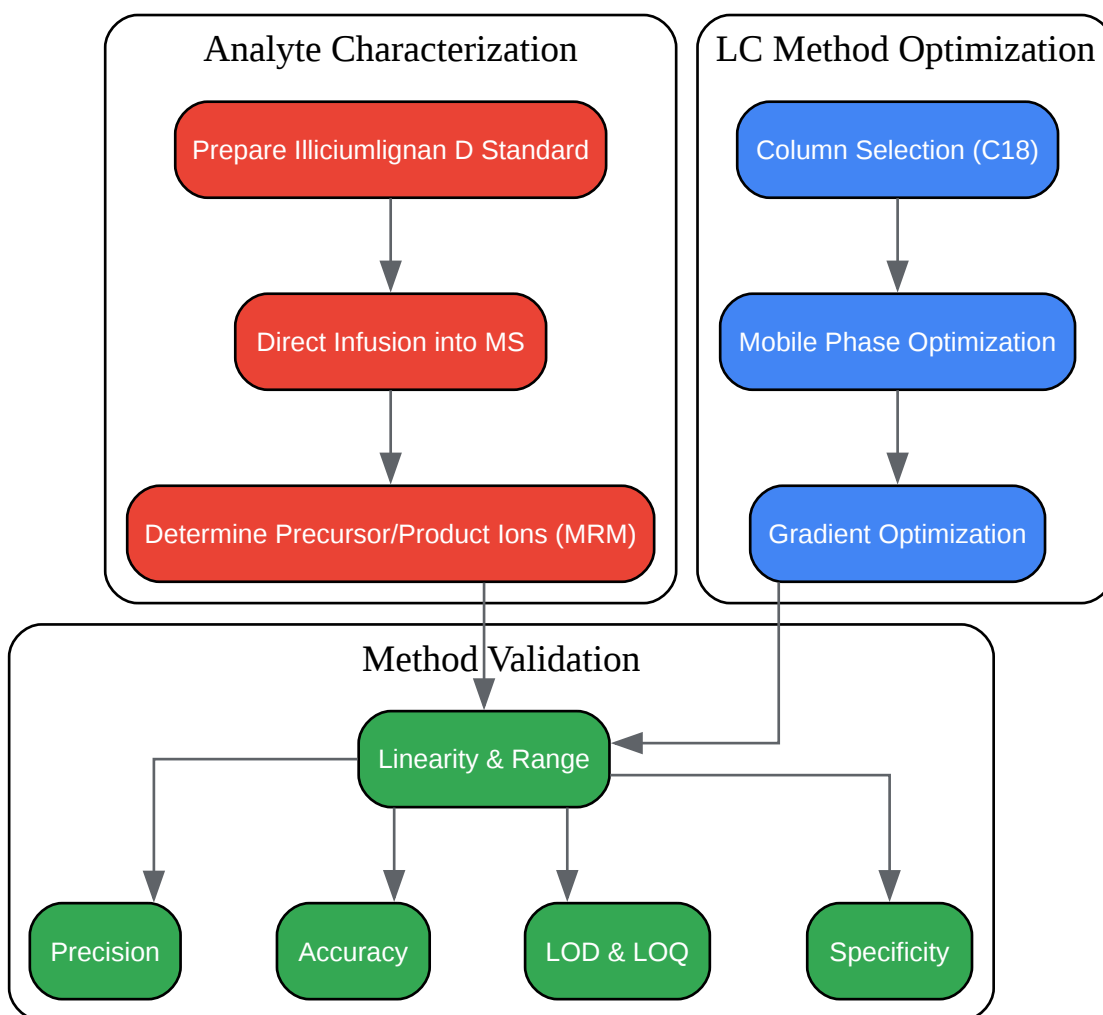 Analyte Characterization
Prepare Illiciumlignan D Standard
Direct Infusion into MS
Determine Precursor/Product Ions (MRM)
LC Method Optimization
Column Selection (C18)
Mobile Phase Optimization
Gradient Optimization
Method Validation
Linearity & Range
Precision
Accuracy
LOD & LOQ
Specificity